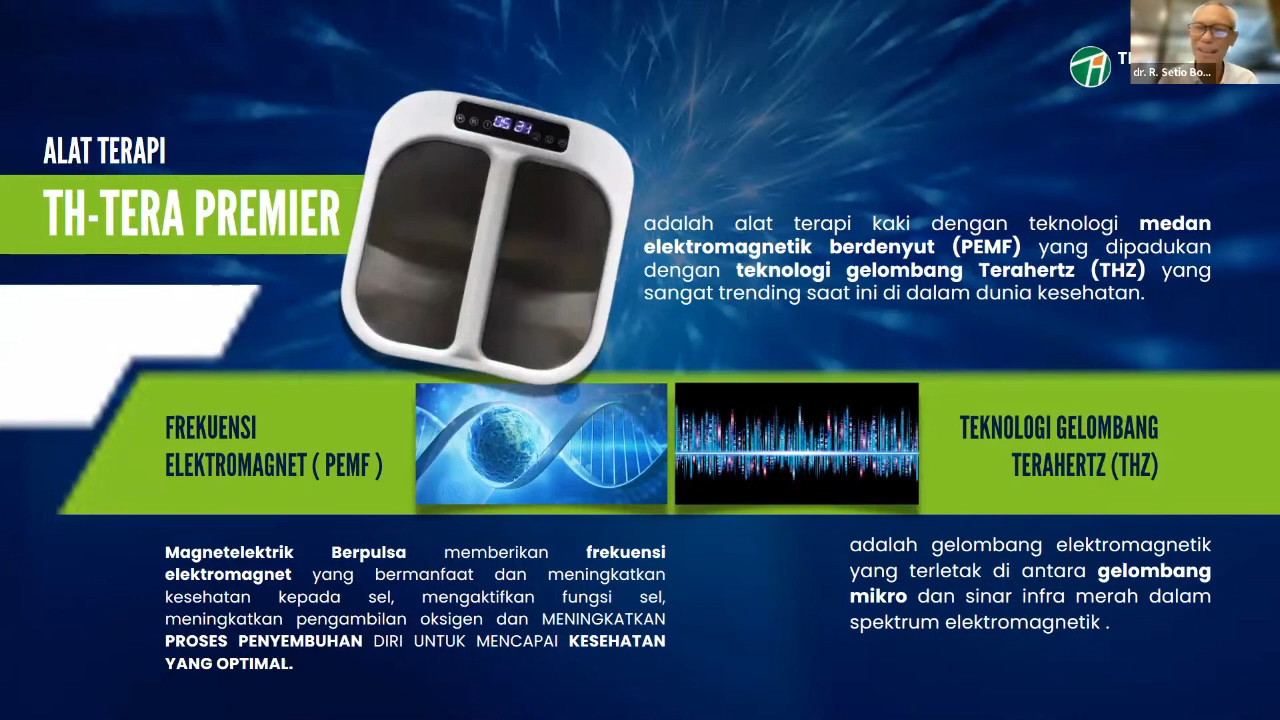 TH
dr. R. Setio Bo...
05 21
ALAT TERAPI
TH-TERA PREMIER
adalah alat terapi kaki dengan teknologi medan
elektromagnetik berdenyut (PEMF) yang dipadukan
dengan teknologi gelombang Terahertz (THZ) yang
sangat trending saat ini di dalam dunia kesehatan.
FREKUENSI
ELEKTROMAGNET ( PEMF )
TEKNOLOGI GELOMBANG
TERAHERTZ (THZ)
Magnetelektrik Berpulsa memberikan frekuensi
elektromagnet yang bermanfaat dan meningkatkan
kesehatan kepada sel, mengaktifkan fungsi sel,
meningkatkan pengambilan oksigen dan MENINGKATKAN
PROSES PENYEMBUHAN DIRI UNTUK MENCAPAI KESEHATAN
YANG OPTIMAL.
adalah gelombang elektromagnetik
yang terletak di antara gelombang
mikro dan sinar infra merah dalam
spektrum elektromagnetik .